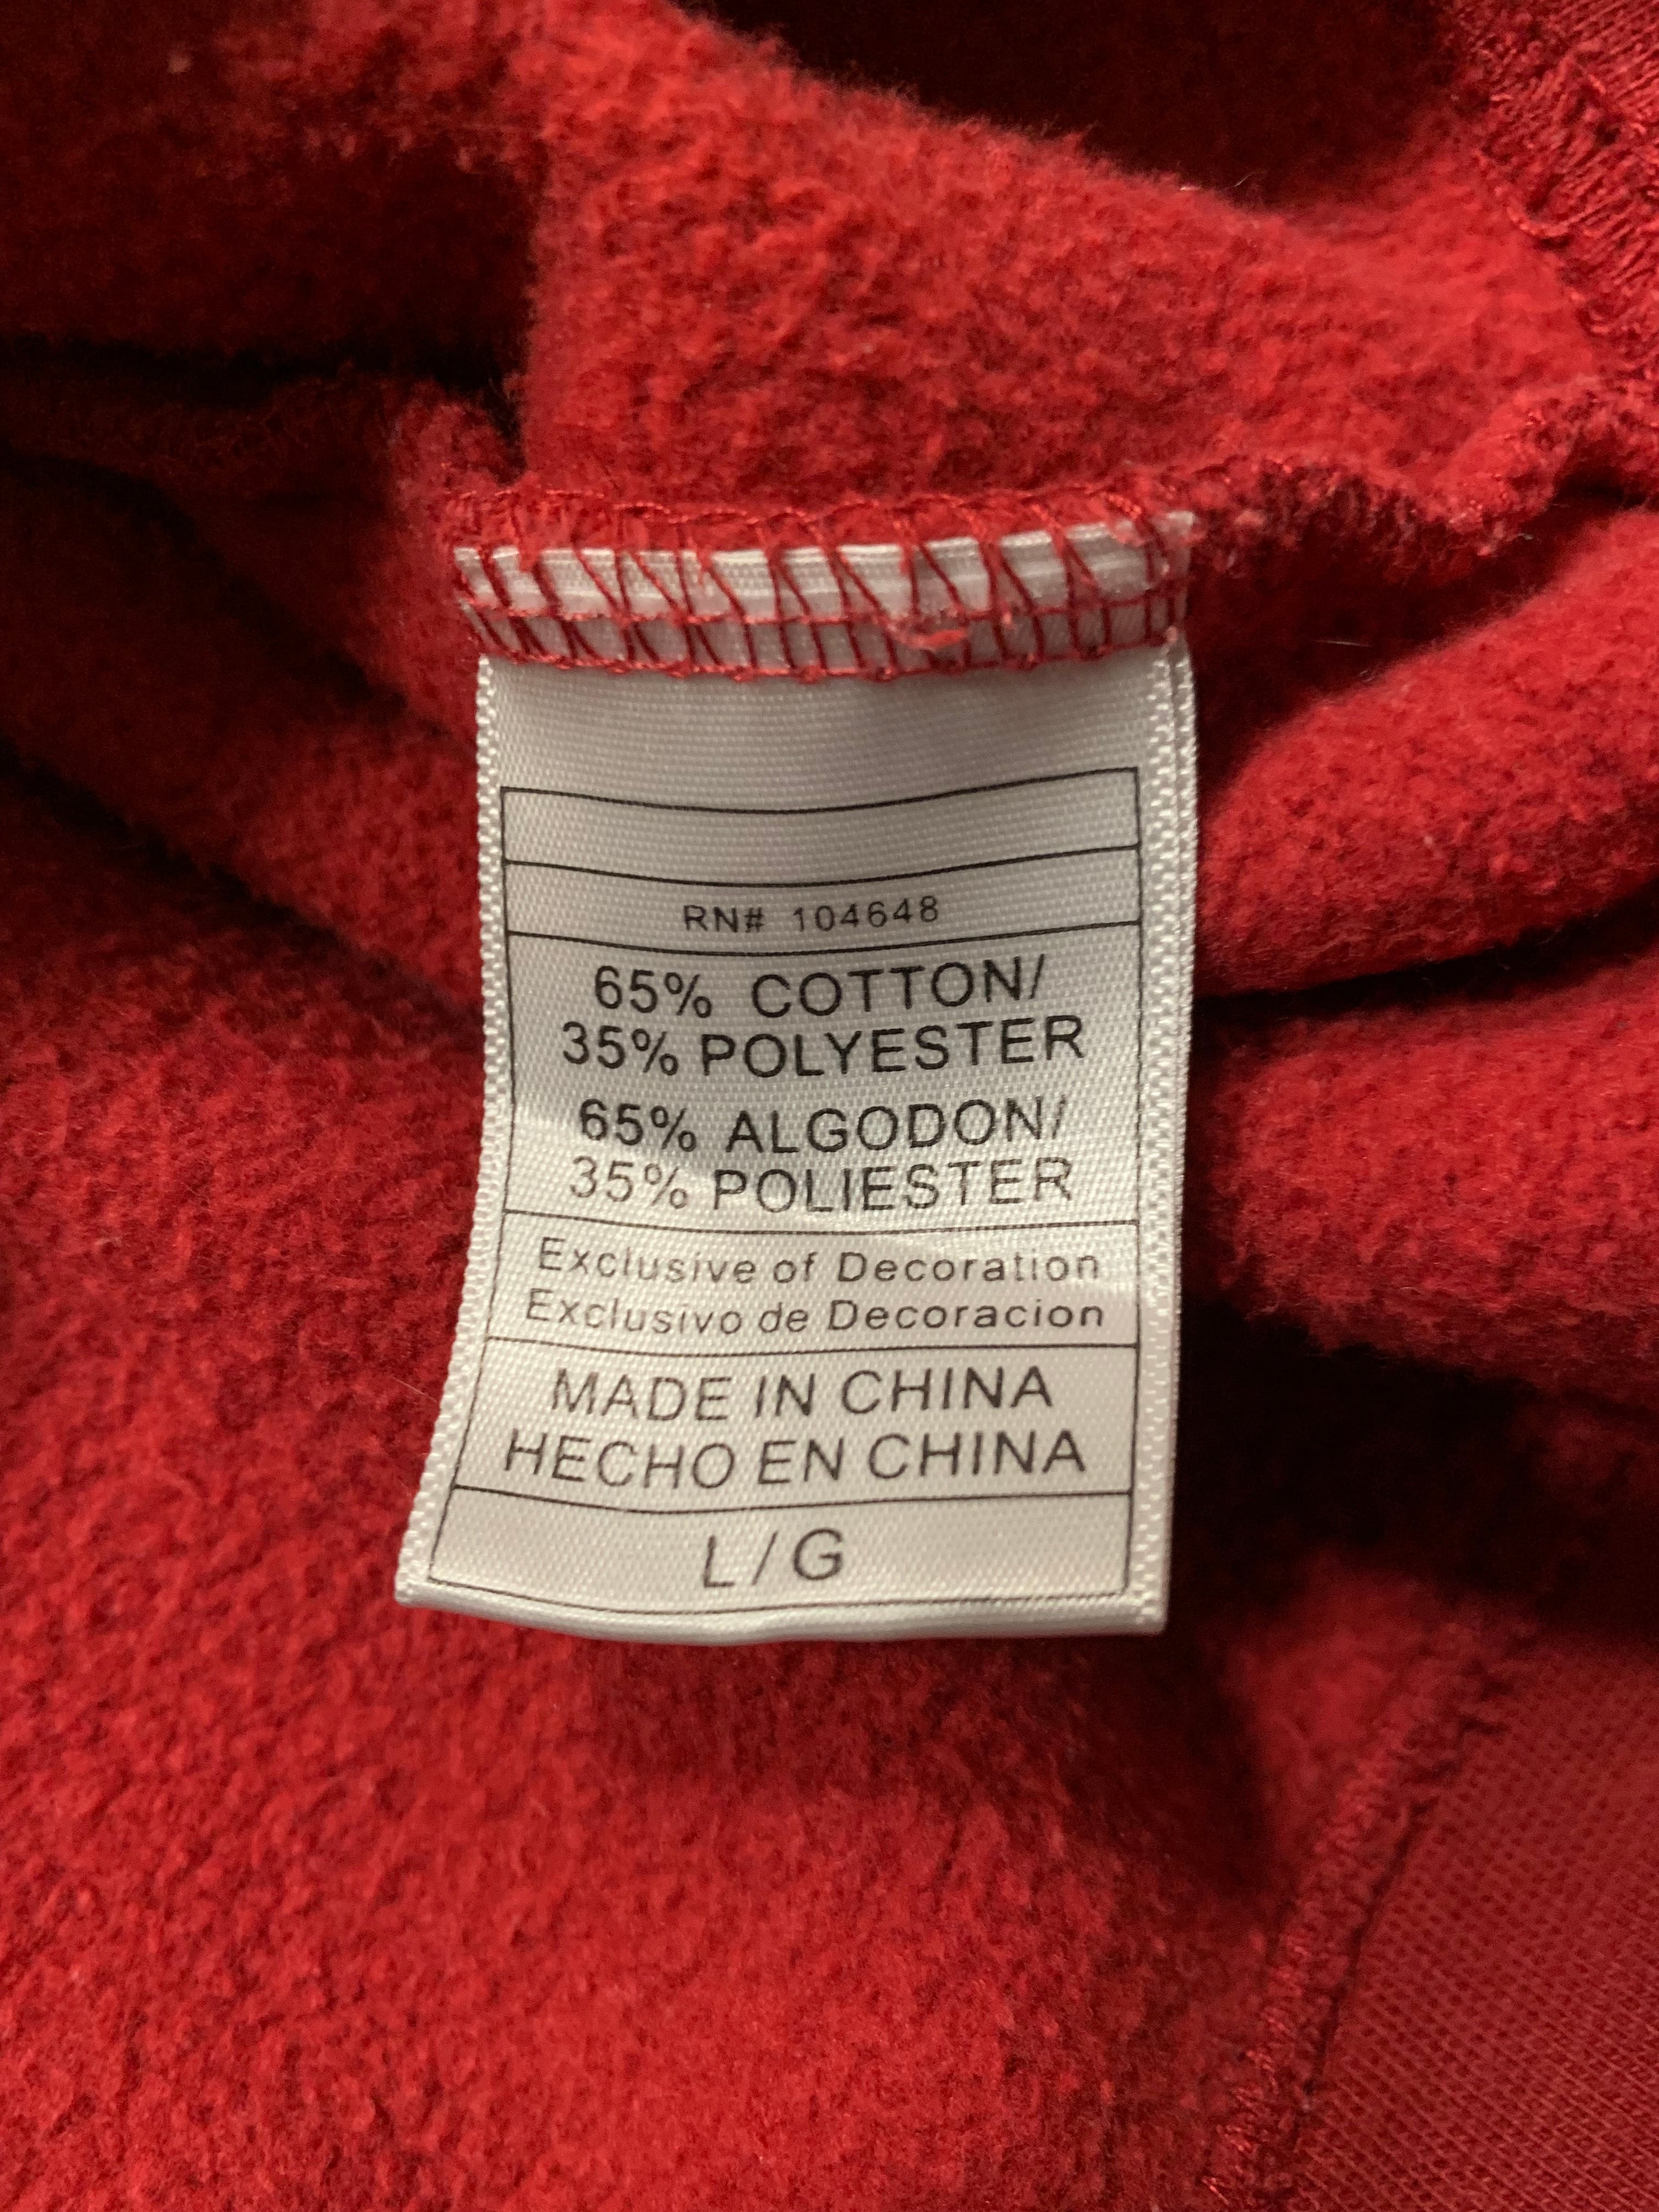 RN# 104648
65% COTTON/
35% POLYESTER
65% ALGODON/
35% POLIESTER
Exclusive of Decoration
Exclusivo de Decoracion
MADE IN CHINA
HECHO EN CHINA
L/G